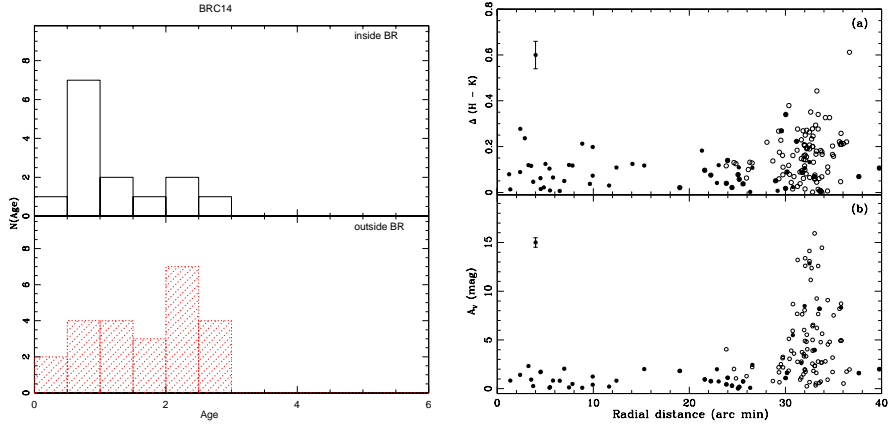 BRC14
inside BR
8
6
4
2
0
outside BR
8
6
4
2
0
N(Age)
0
2
4
6
Age
(a)
0.8
0.6
0.4
0.2
0
Δ (H - K)
(b)
15
10
5
0
A_V (mag)
0
10
20
30
40
Radial distance (arc min)